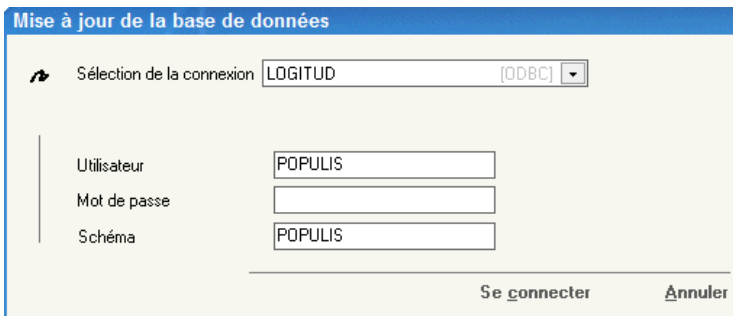 Mise à jour de la base de données
Sélection de la connexion LOGITUD [ODBC]
Utilisateur POPULIS
Mot de passe
Schéma POPULIS
Se connecter Annuler